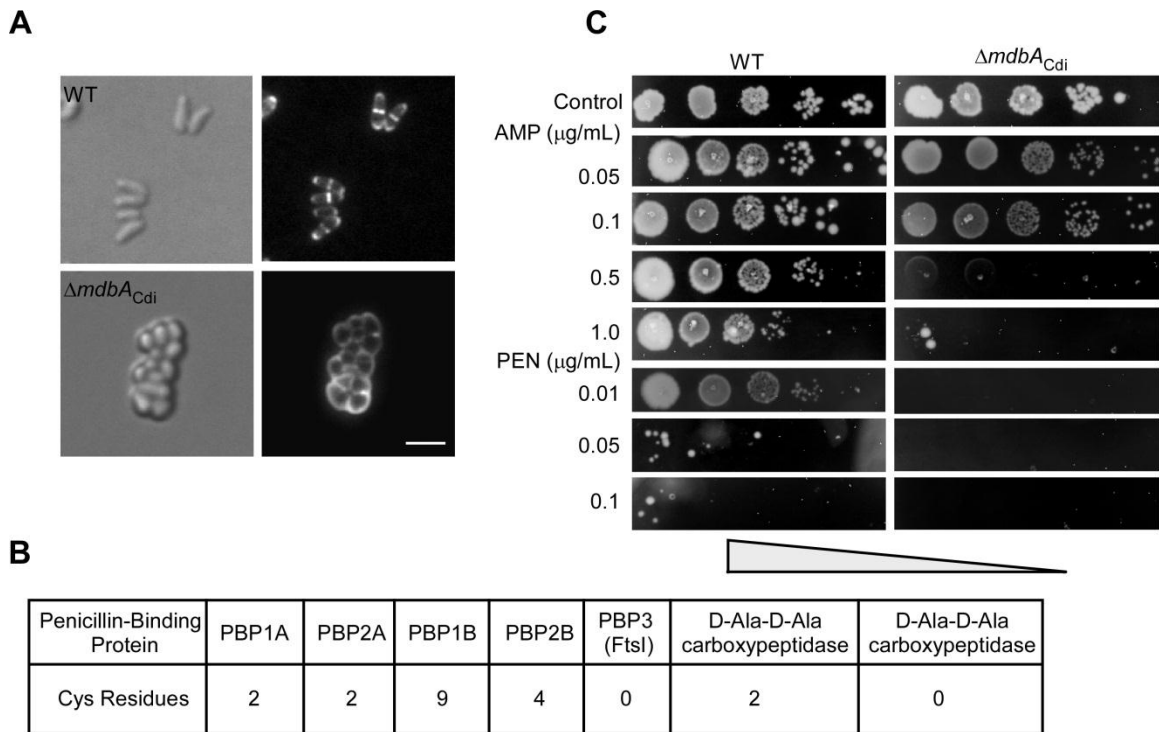 A
WT
ΔmdbACdi
C
WT ΔmdbACdi
Control
AMP (μg/mL)
0.05
0.1
0.5
1.0
PEN (μg/mL)
0.01
0.05
0.1
B
Penicillin-Binding Protein PBP1A PBP2A PBP1B PBP2B PBP3 (FtsI) D-Ala-D-Ala carboxypeptidase D-Ala-D-Ala carboxypeptidase
Cys Residues 2 2 9 4 0 2 0